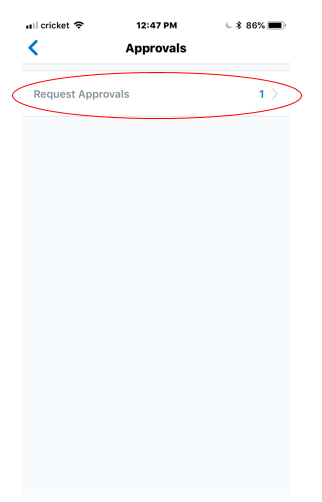 cricket 12:47 PM 86%
Approvals
Request Approvals 1